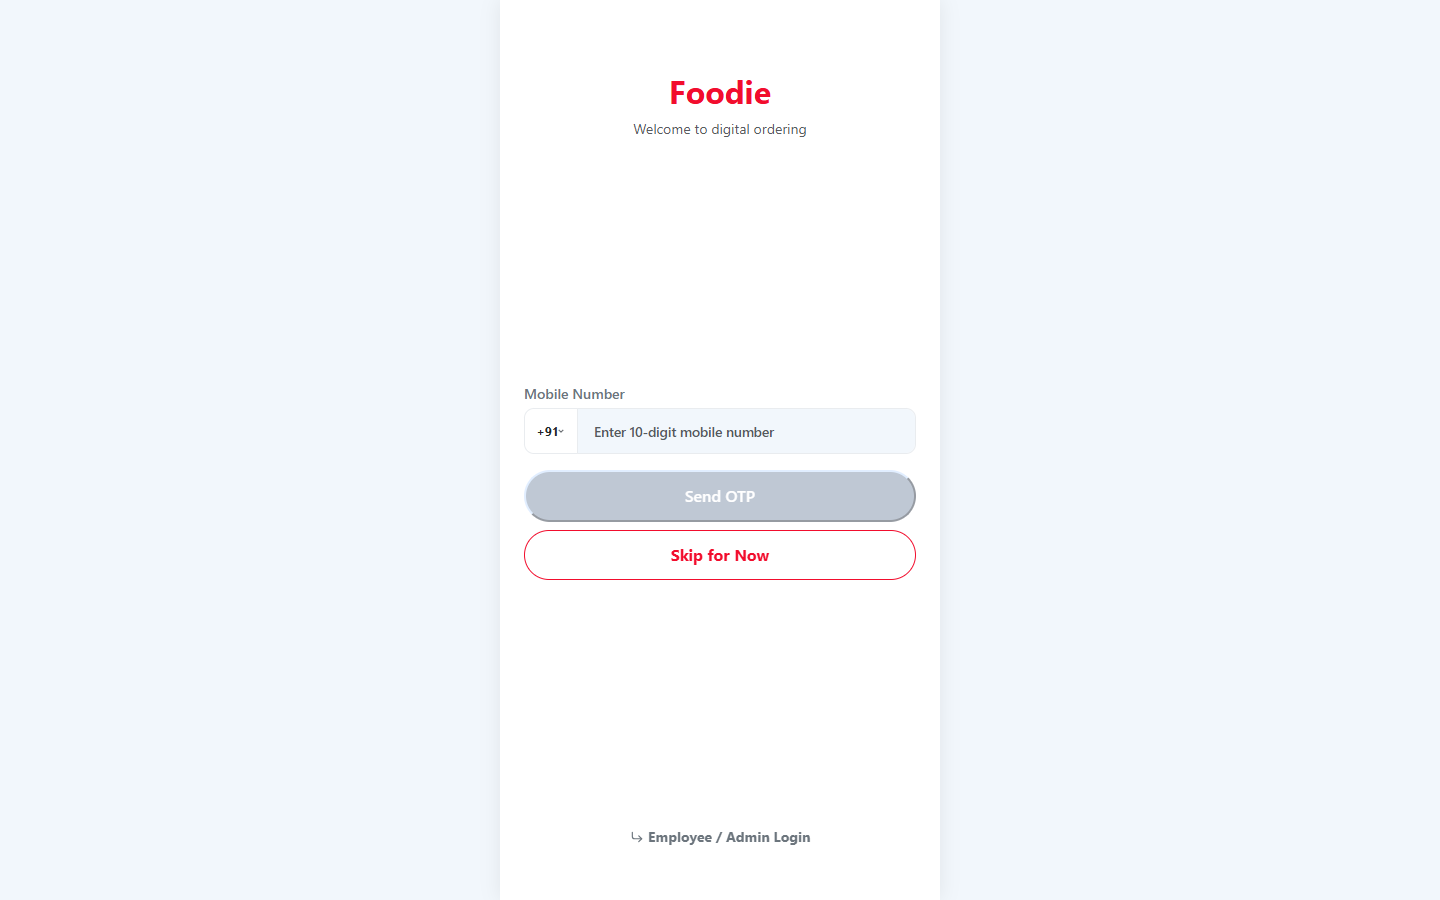 Foodie
Welcome to digital ordering
Mobile Number
+91
Enter 10-digit mobile number
Send OTP
Skip for Now
Employee / Admin Login